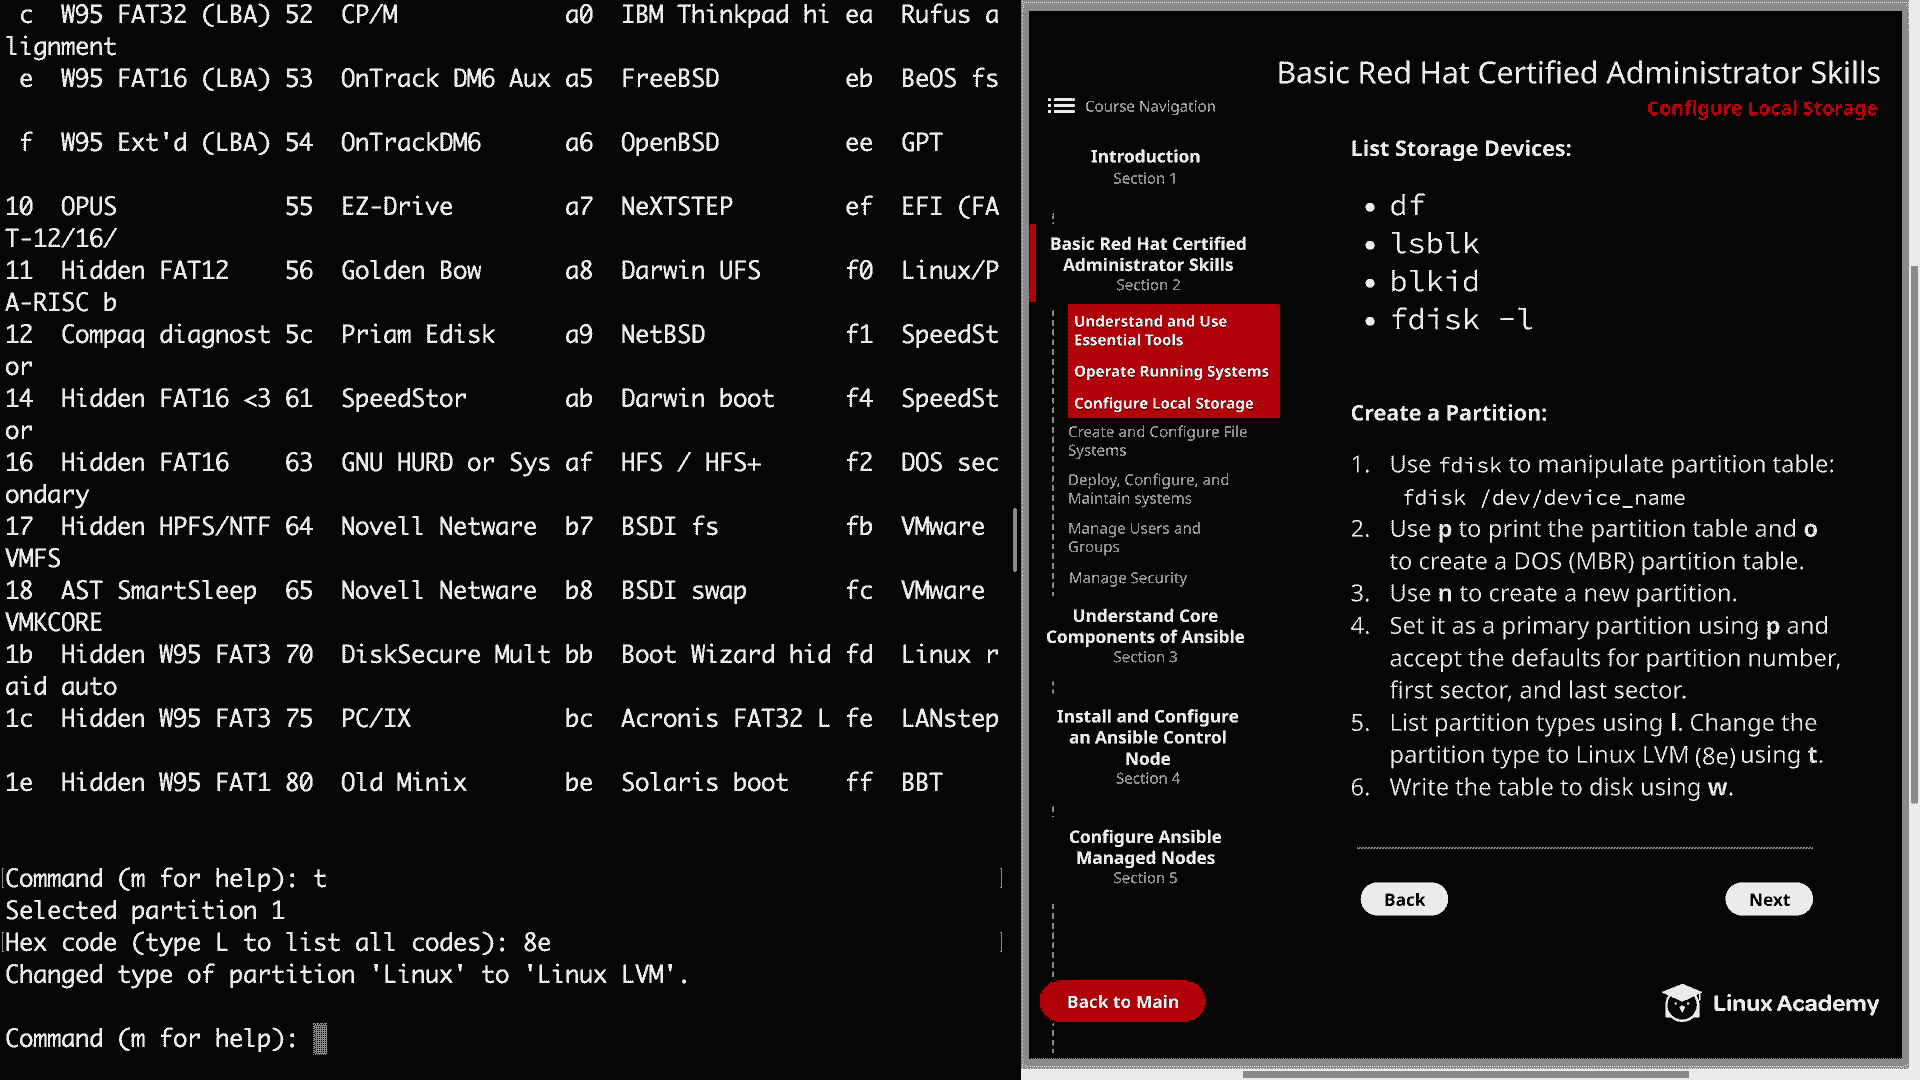 c  W95 FAT32 (LBA) 52  CP/M            a0  IBM Thinkpad hi ea  Rufus a
lignment
 e  W95 FAT16 (LBA) 53  OnTrack DM6 Aux a5  FreeBSD         eb  BeOS fs
 f  W95 Ext'd (LBA) 54  OnTrackDM6      a6  OpenBSD         ee  GPT
10  OPUS            55  EZ-Drive        a7  NeXTSTEP        ef  EFI (FA
T-12/16/
11  Hidden FAT12    56  Golden Bow      a8  Darwin UFS      f0  Linux/P
A-RISC b
12  Compaq diagnost 5c  Priam Edisk     a9  NetBSD          f1  SpeedSt
or
14  Hidden FAT16 <3 61  SpeedStor       ab  Darwin boot     f4  SpeedSt
or
16  Hidden FAT16    63  GNU HURD or Sys af  HFS / HFS+      f2  DOS sec
ondary
17  Hidden HPFS/NTF 64  Novell Netware  b7  BSDI fs         fb  VMware
VMFS
18  AST SmartSleep  65  Novell Netware  b8  BSDI swap       fc  VMware
VMKCORE
1b  Hidden W95 FAT3 70  DiskSecure Mult bb  Boot Wizard hid fd  Linux r
aid auto
1c  Hidden W95 FAT3 75  PC/IX           bc  Acronis FAT32 L fe  LANstep
1e  Hidden W95 FAT1 80  Old Minix       be  Solaris boot    ff  BBT
Command (m for help): t
Selected partition 1
Hex code (type L to list all codes): 8e
Changed type of partition 'Linux' to 'Linux LVM'.
Command (m for help):
Basic Red Hat Certified Administrator Skills
Configure Local Storage
Course Navigation
Introduction
Section 1
Basic Red Hat Certified
Administrator Skills
Section 2
Understand and Use
Essential Tools
Operate Running Systems
Configure Local Storage
Create and Configure File
Systems
Deploy, Configure, and
Maintain systems
Manage Users and
Groups
Manage Security
Understand Core
Components of Ansible
Section 3
Install and Configure
an Ansible Control
Node
Section 4
Configure Ansible
Managed Nodes
Section 5
Back to Main
List Storage Devices:
• df
• lsblk
• blkid
• fdisk -l
Create a Partition:
1. Use fdisk to manipulate partition table:
fdisk /dev/device_name
2. Use p to print the partition table and o
to create a DOS (MBR) partition table.
3. Use n to create a new partition.
4. Set it as a primary partition using p and
accept the defaults for partition number,
first sector, and last sector.
5. List partition types using l. Change the
partition type to Linux LVM (8e) using t.
6. Write the table to disk using w.
Back
Next
Linux Academy